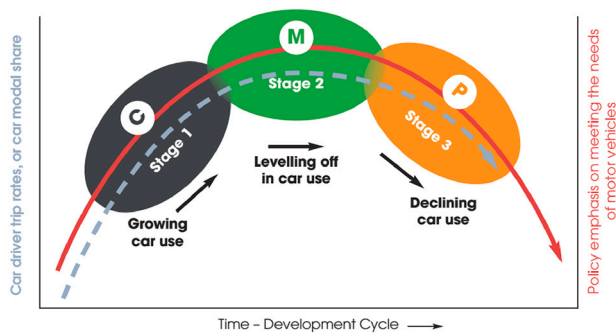 Car driver trip rates, or car modal share
C
Stage 1
M
Stage 2
P
Stage 3
Growing
car use
Levelling off
in car use
Declining
car use
Policy emphasis on meeting the needs
of motor vehicles
Time – Development Cycle